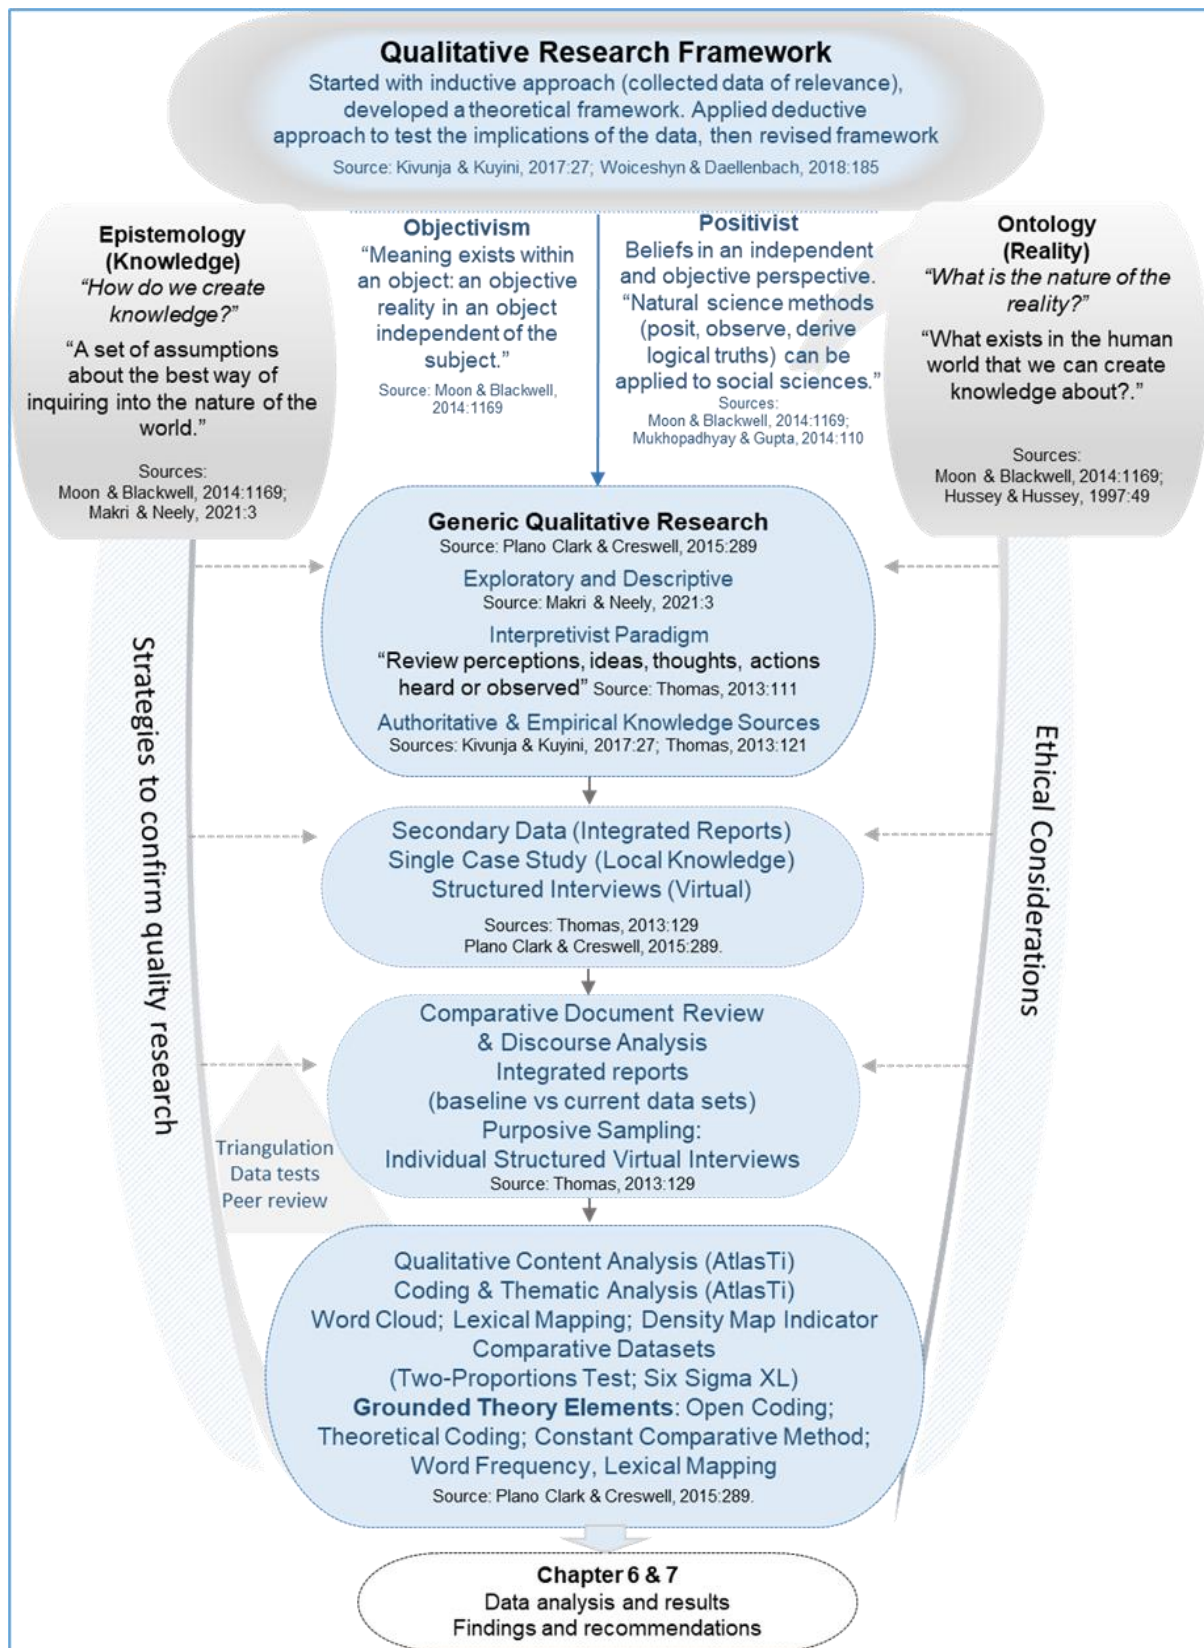 Qualitative Research Framework
Started with inductive approach (collected data of relevance),
developed a theoretical framework. Applied deductive
approach to test the implications of the data, then revised framework
Source: Kivunja & Kuyini, 2017:27; Woiceshyn & Daellenbach, 2018:185
Epistemology
(Knowledge)
“How do we create
knowledge?”
“A set of assumptions
about the best way of
inquiring into the nature of the
world.”
Sources:
Moon & Blackwell, 2014:1169;
Makri & Neely, 2021:3
Objectivism
“Meaning exists within
an object: an objective
reality in an object
independent of the
subject.”
Source: Moon & Blackwell,
2014:1169
Positivist
Beliefs in an independent
and objective perspective.
“Natural science methods
(posit, observe, derive
logical truths) can be
applied to social sciences.”
Sources:
Moon & Blackwell, 2014:1169;
Mukhopadhyay & Gupta, 2014:110
Ontology
(Reality)
“What is the nature of the
reality?”
“What exists in the human
world that we can create
knowledge about?.”
Sources:
Moon & Blackwell, 2014:1169;
Hussey & Hussey, 1997:49
Generic Qualitative Research
Source: Plano Clark & Creswell, 2015:289
Exploratory and Descriptive
Source: Makri & Neely, 2021:3
Interpretivist Paradigm
“Review perceptions, ideas, thoughts, actions
heard or observed” Source: Thomas, 2013:111
Authoritative & Empirical Knowledge Sources
Sources: Kivunja & Kuyini, 2017:27; Thomas, 2013:121
Strategies to confirm quality research
Ethical Considerations
Secondary Data (Integrated Reports)
Single Case Study (Local Knowledge)
Structured Interviews (Virtual)
Sources: Thomas, 2013:129
Plano Clark & Creswell, 2015:289.
Comparative Document Review
& Discourse Analysis
Integrated reports
(baseline vs current data sets)
Purposive Sampling:
Individual Structured Virtual Interviews
Source: Thomas, 2013:129
Triangulation
Data tests
Peer review
Qualitative Content Analysis (AtlasTi)
Coding & Thematic Analysis (AtlasTi)
Word Cloud; Lexical Mapping; Density Map Indicator
Comparative Datasets
(Two-Proportions Test; Six Sigma XL)
Grounded Theory Elements: Open Coding;
Theoretical Coding; Constant Comparative Method;
Word Frequency, Lexical Mapping
Source: Plano Clark & Creswell, 2015:289.
Chapter 6 & 7
Data analysis and results
Findings and recommendations